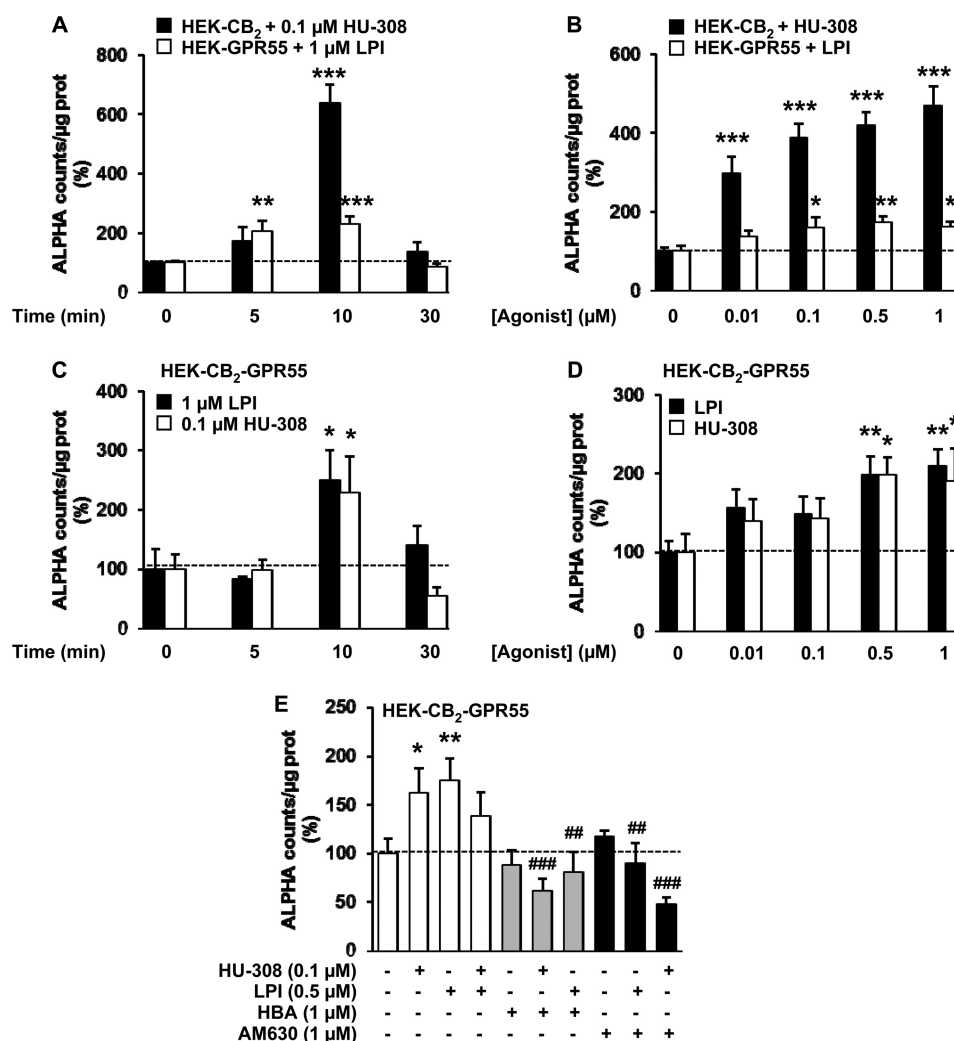 A
HEK-CB2 + 0.1 µM HU-308
HEK-GPR55 + 1 µM LPI
ALPHA counts/µg prot
(%)
800
600
400
200
0
***
**
***
Time (min) 0 5 10 30
B
HEK-CB2 + HU-308
HEK-GPR55 + LPI
ALPHA counts/µg prot
(%)
600
400
200
0
***
***
***
***
*
**
*
[Agonist] (µM) 0 0.01 0.1 0.5 1
C
HEK-CB2-GPR55
1 µM LPI
0.1 µM HU-308
ALPHA counts/µg prot
(%)
400
300
200
100
0
* *
Time (min) 0 5 10 30
D
HEK-CB2-GPR55
LPI
HU-308
ALPHA counts/µg prot
(%)
300
200
100
0
** *
** *
[Agonist] (µM) 0 0.01 0.1 0.5 1
E
HEK-CB2-GPR55
ALPHA counts/µg prot
(%)
250
200
150
100
50
0
* **
### ## ## ###
HU-308 (0.1 µM) - + - + - + - - - +
LPI (0.5 µM) - - + + - - + - + -
HBA (1 µM) - - - - + + + - - -
AM630 (1 µM) - - - - - - - + + +